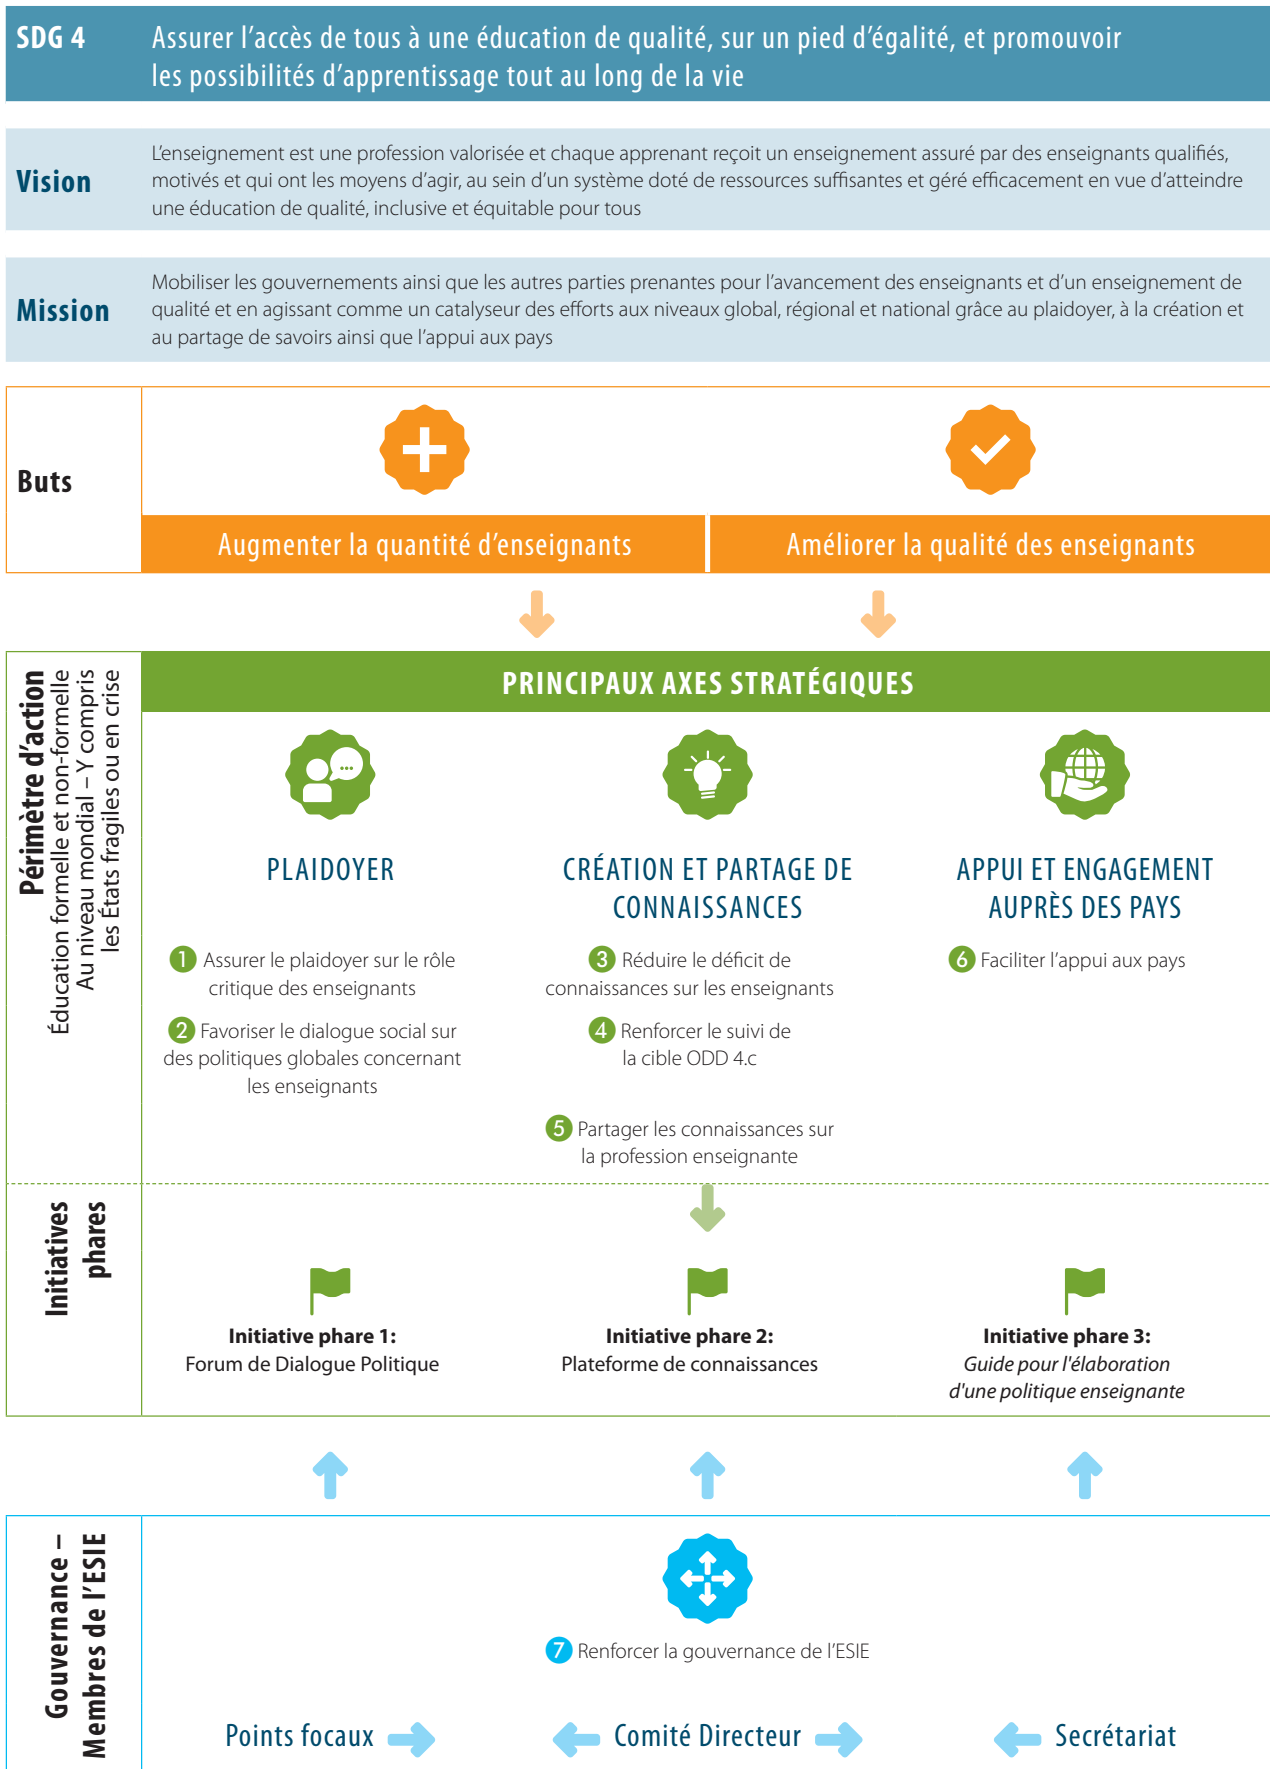 SDG 4
Assurer l’accès de tous à une éducation de qualité, sur un pied d’égalité, et promouvoir
les possibilités d’apprentissage tout au long de la vie
Vision
L’enseignement est une profession valorisée et chaque apprenant reçoit un enseignement assuré par des enseignants qualifiés,
motivés et qui ont les moyens d’agir, au sein d’un système doté de ressources suffisantes et géré efficacement en vue d’atteindre
une éducation de qualité, inclusive et équitable pour tous
Mission
Mobiliser les gouvernements ainsi que les autres parties prenantes pour l’avancement des enseignants et d’un enseignement de
qualité et en agissant comme un catalyseur des efforts aux niveaux global, régional et national grâce au plaidoyer, à la création et
au partage de savoirs ainsi que l’appui aux pays
Buts
Augmenter la quantité d’enseignants
Améliorer la qualité des enseignants
Périmètre d’action
Éducation formelle et non-formelle
Au niveau mondial – Y compris
les États fragiles ou en crise
PRINCIPAUX AXES STRATÉGIQUES
PLAIDOYER
1 Assurer le plaidoyer sur le rôle
critique des enseignants
2 Favoriser le dialogue social sur
des politiques globales concernant
les enseignants
CRÉATION ET PARTAGE DE
CONNAISSANCES
3 Réduire le déficit de
connaissances sur les enseignants
4 Renforcer le suivi de
la cible ODD 4.c
5 Partager les connaissances sur
la profession enseignante
APPUI ET ENGAGEMENT
AUPRÈS DES PAYS
6 Faciliter l’appui aux pays
Initiatives
phares
Initiative phare 1:
Forum de Dialogue Politique
Initiative phare 2:
Plateforme de connaissances
Initiative phare 3:
Guide pour l'élaboration
d'une politique enseignante
Gouvernance –
Membres de l’ESIE
7 Renforcer la gouvernance de l’ESIE
Points focaux
Comité Directeur
Secrétariat